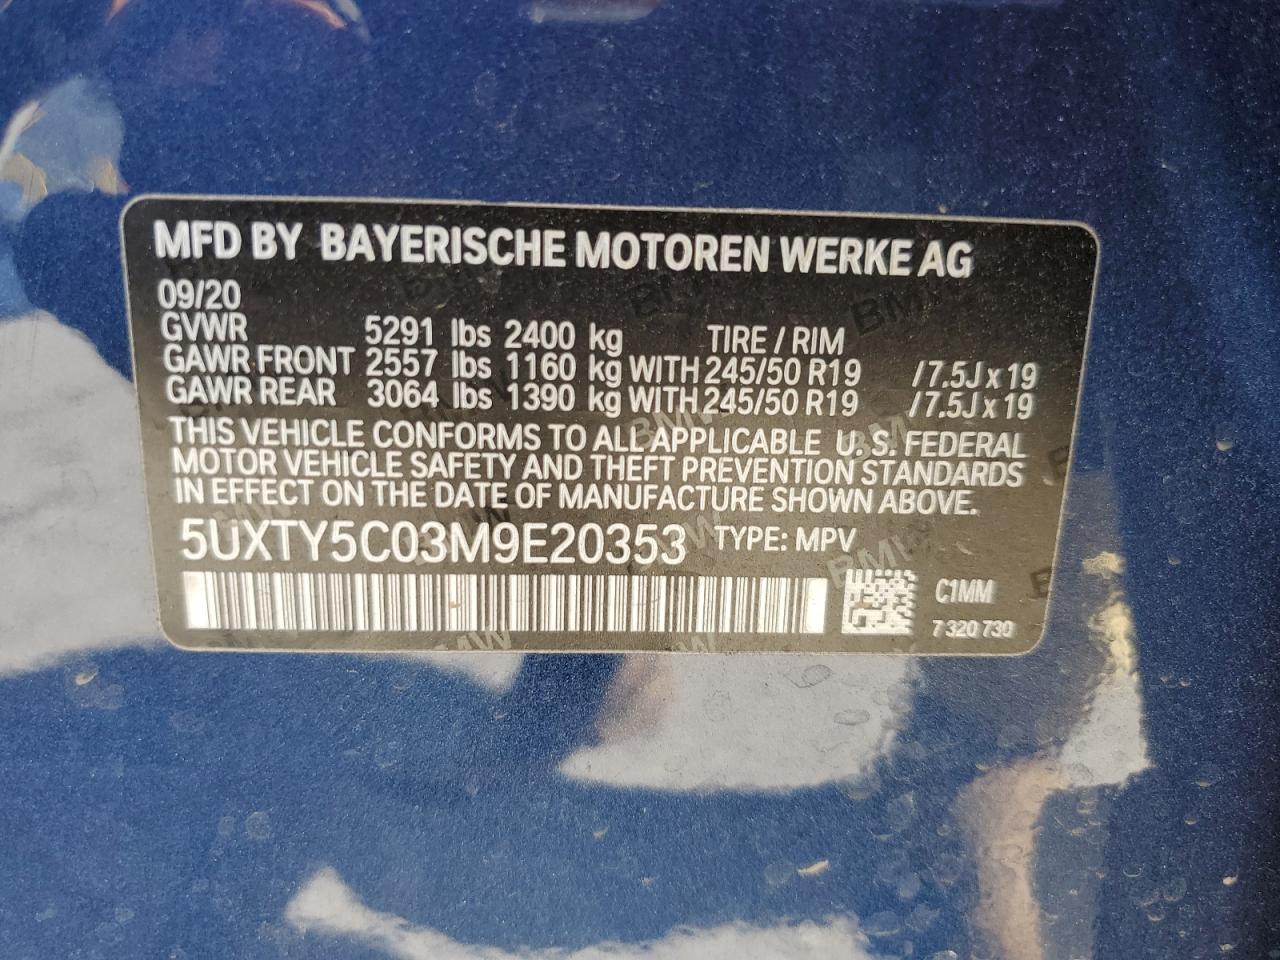 MFD BY BAYERISCHE MOTOREN WERKE AG
09/20
GVWR 5291 lbs 2400 kg TIRE / RIM
GAWR FRONT 2557 lbs 1160 kg WITH 245/50 R19 / 7.5J x 19
GAWR REAR 3064 lbs 1390 kg WITH 245/50 R19 / 7.5J x 19
THIS VEHICLE CONFORMS TO ALL APPLICABLE U.S. FEDERAL
MOTOR VEHICLE SAFETY AND THEFT PREVENTION STANDARDS
IN EFFECT ON THE DATE OF MANUFACTURE SHOWN ABOVE.
5UXTY5C03M9E20353 TYPE: MPV
C1MM
7 320 730